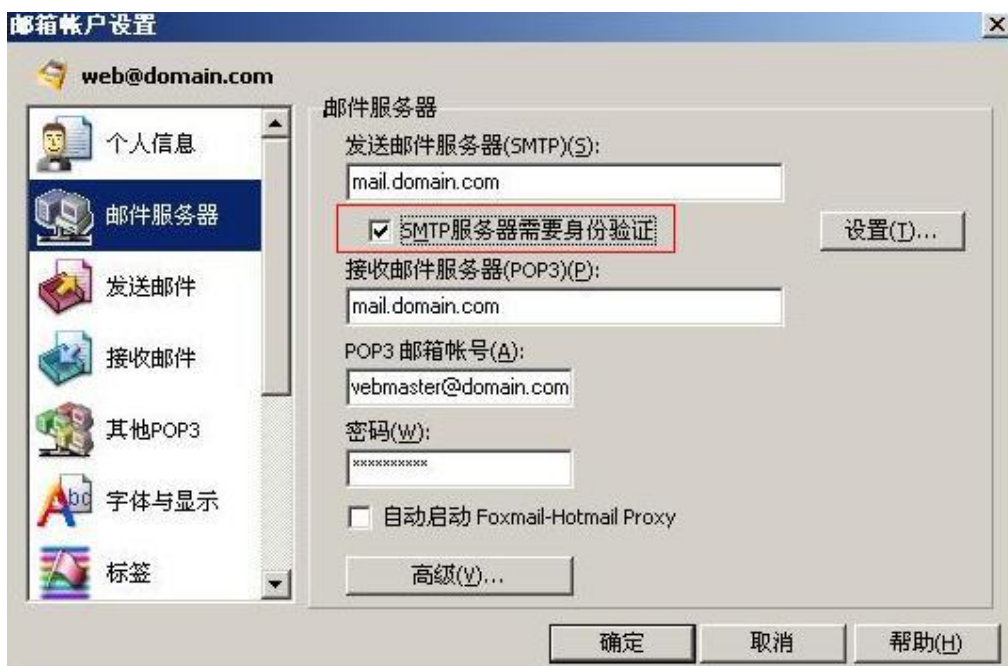 邮箱帐户设置
web@domain.com
个人信息
邮件服务器
发送邮件
接收邮件
其他POP3
字体与显示
标签
邮件服务器
发送邮件服务器(SMTP)(S):
mail.domain.com
SMTP服务器需要身份验证
设置(T)...
接收邮件服务器(POP3)(P):
mail.domain.com
POP3 邮箱帐号(A):
vebmaster@domain.com
密码(W):
**********
自动启动 Foxmail-Hotmail Proxy
高级(V)...
确定
取消
帮助(H)